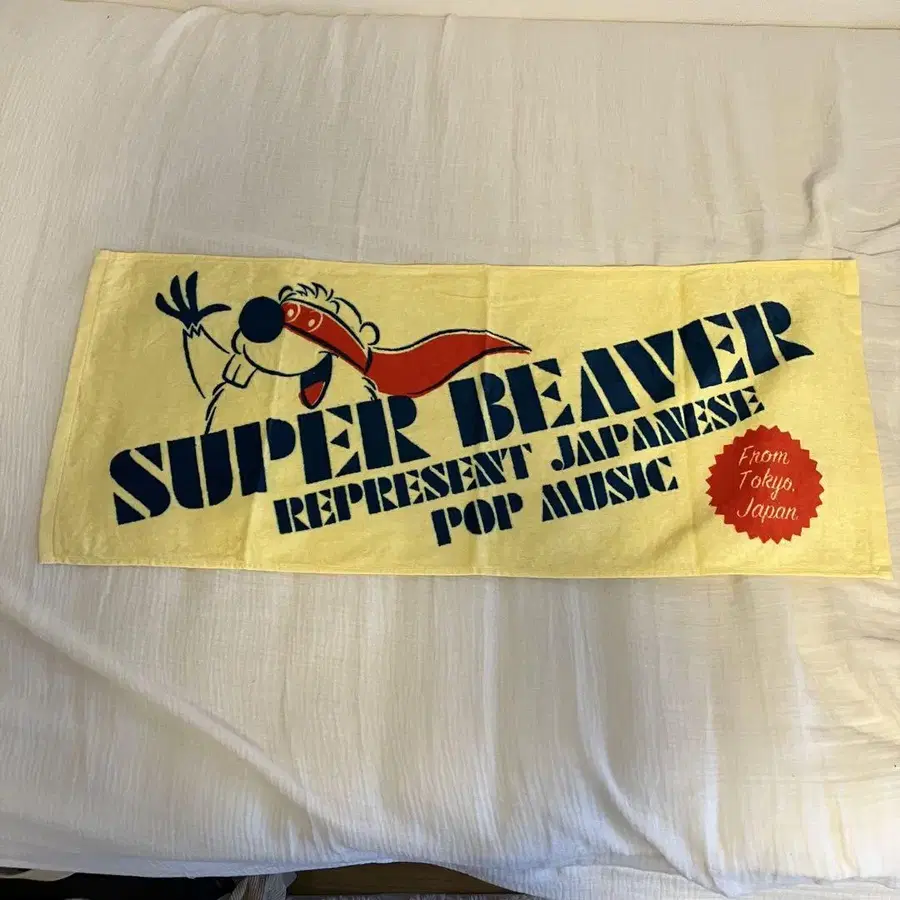 SUPER BEAVER
REPRESENT JAPANESE
POP MUSIC
From
Tokyo,
Japan